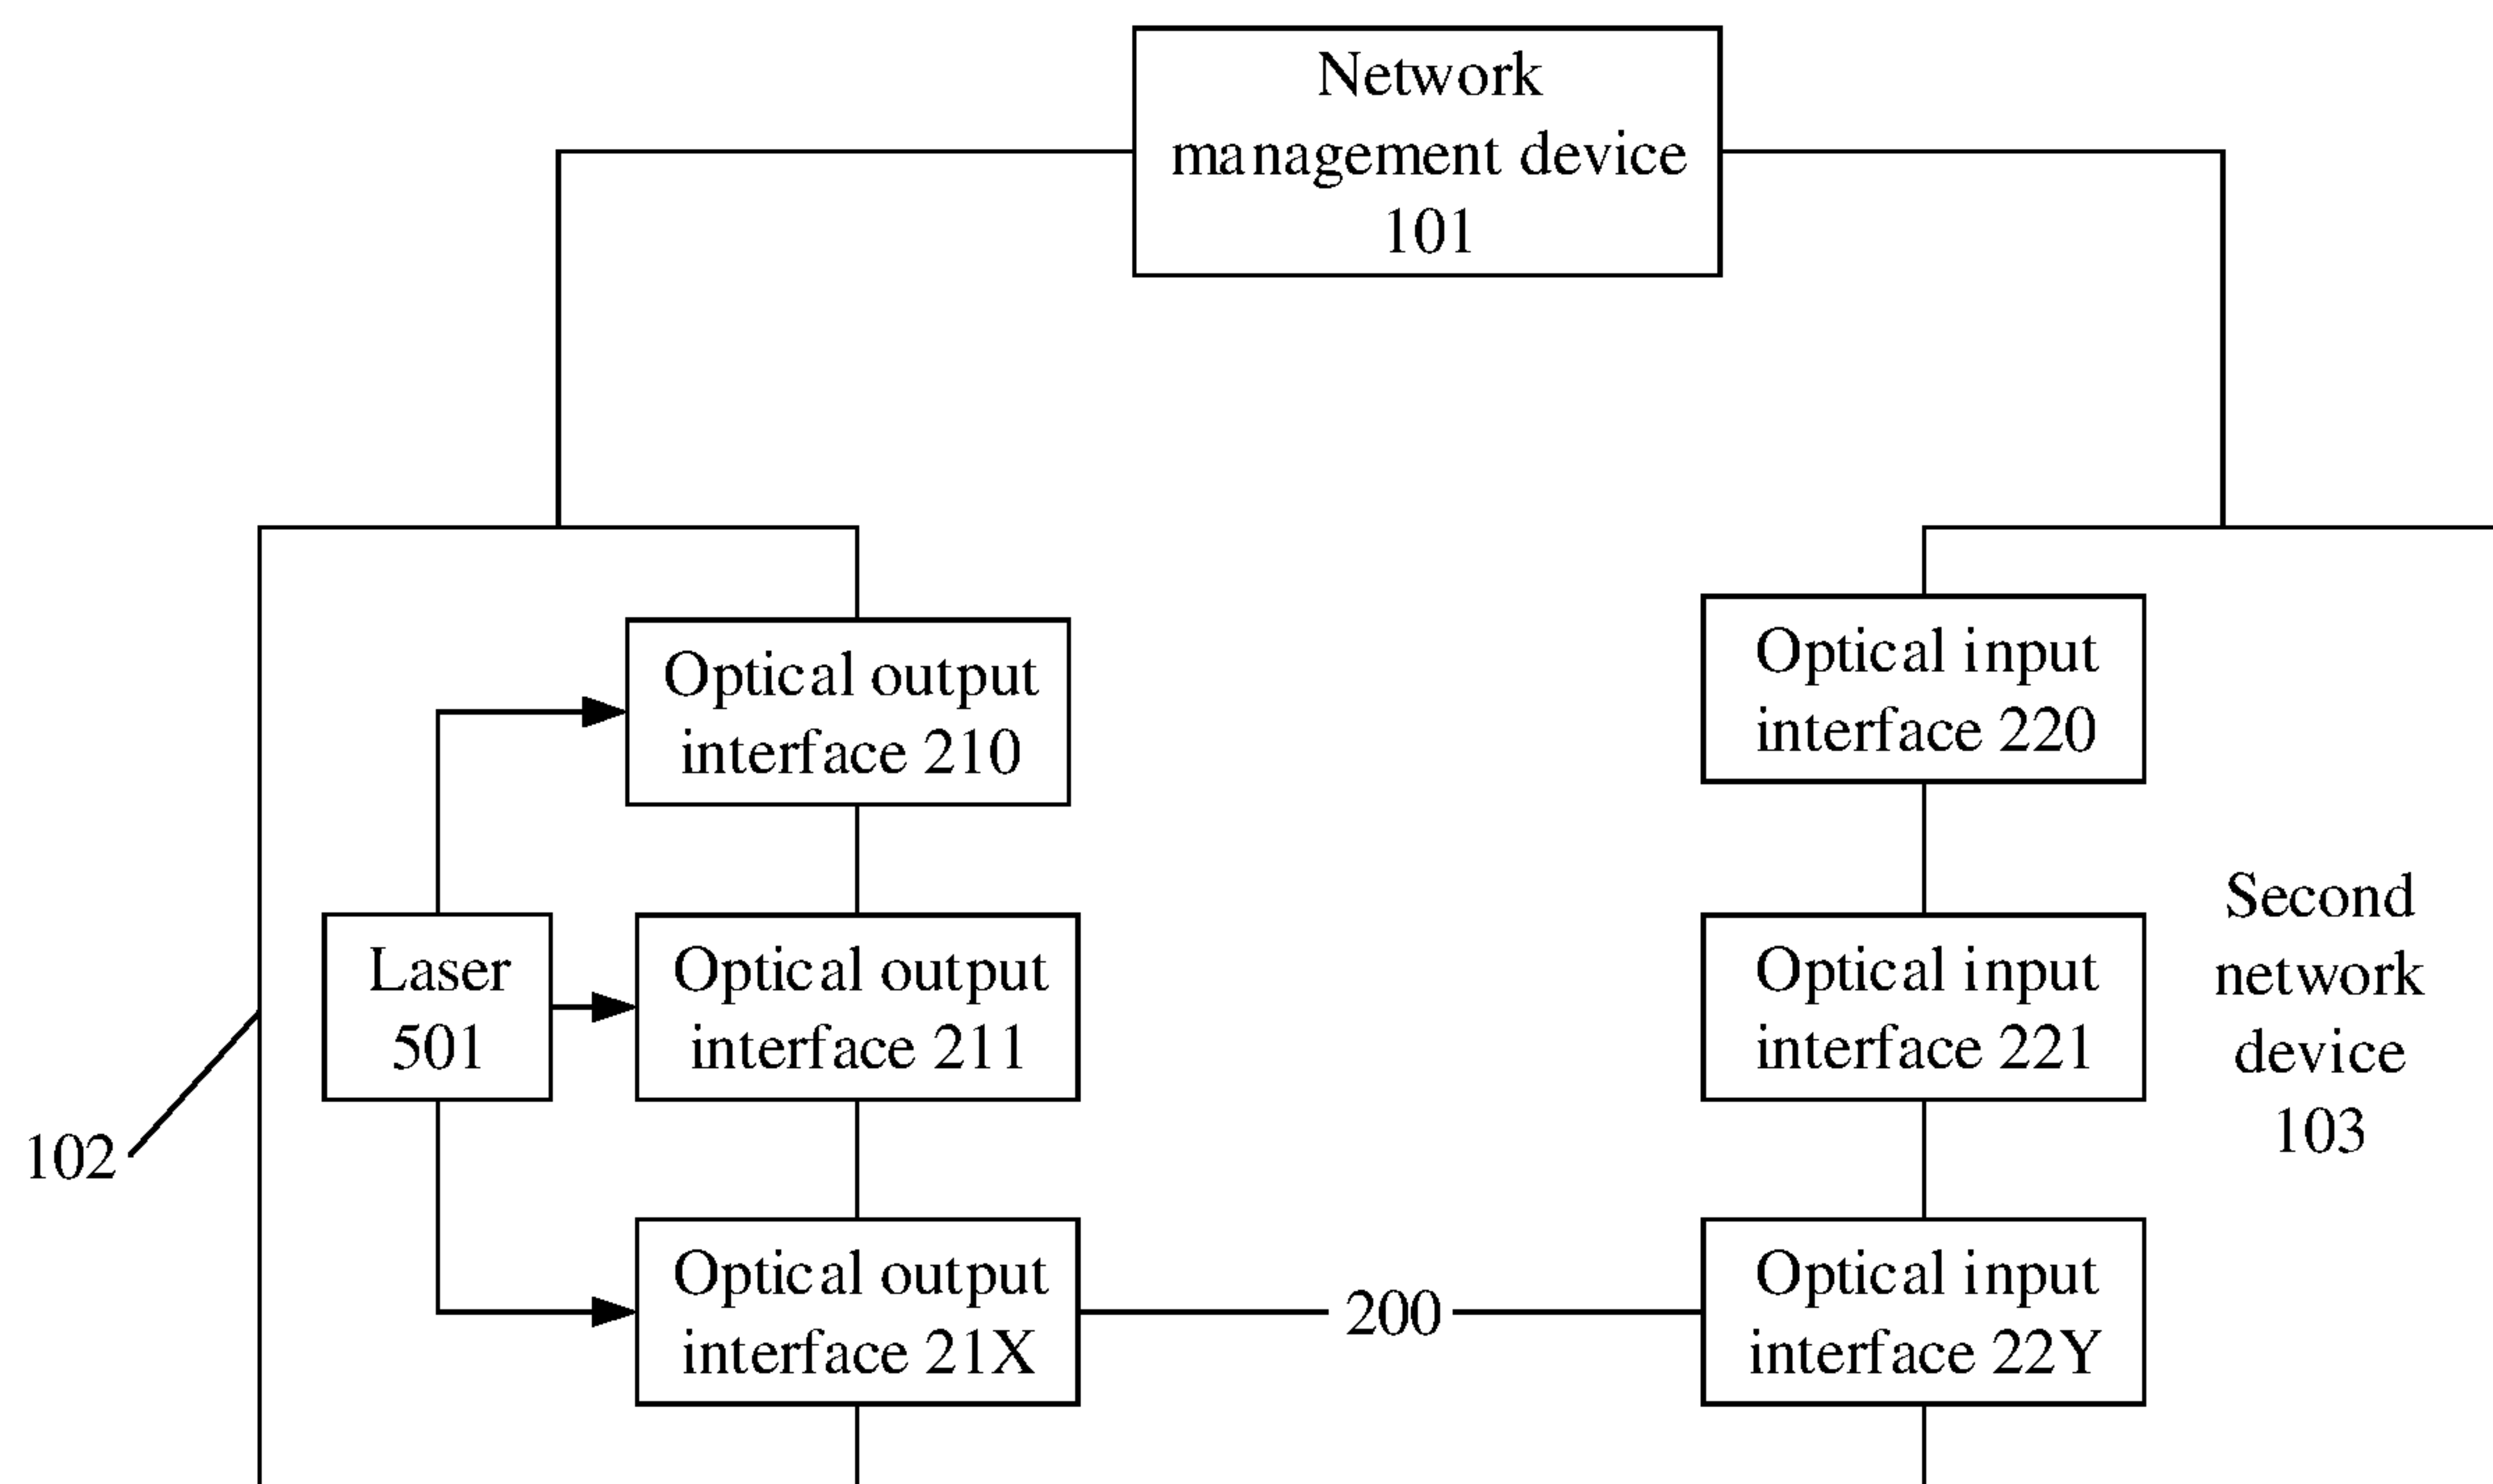 Network
management device
101
Optical output
interface 210
Optical input
interface 220
Laser
501
Optical output
interface 211
Optical input
interface 221
Second
network
device
103
102
Optical output
interface 21X
200
Optical input
interface 22Y